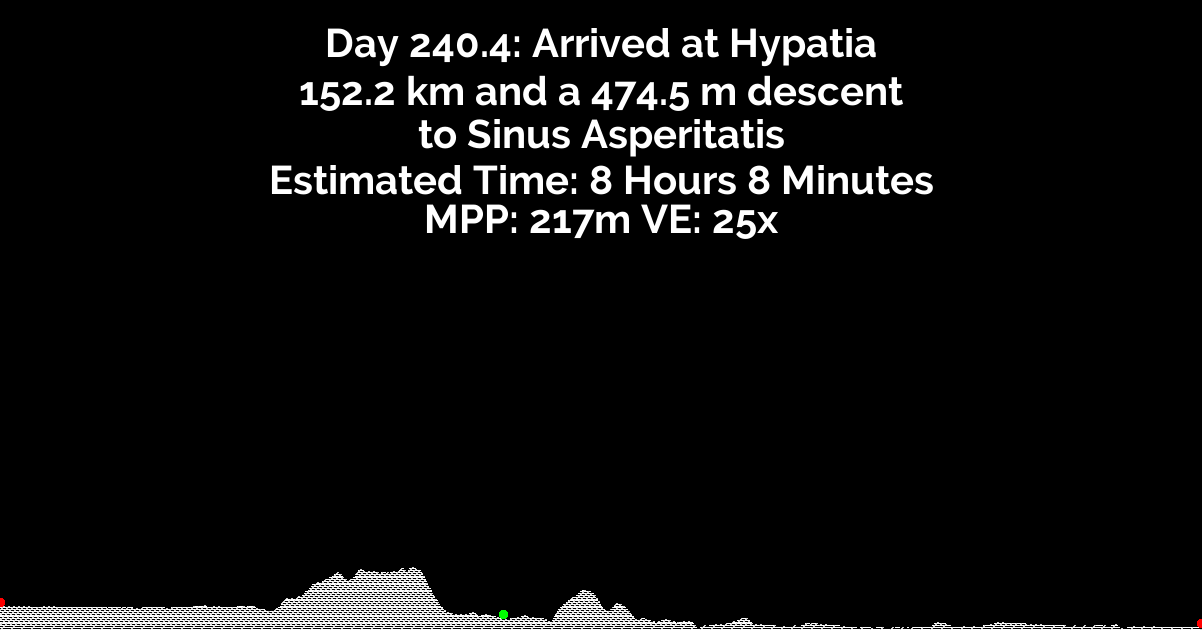 Day 240.4: Arrived at Hypatia
152.2 km and a 474.5 m descent
to Sinus Asperitatis
Estimated Time: 8 Hours 8 Minutes
MPP: 217m VE: 25x